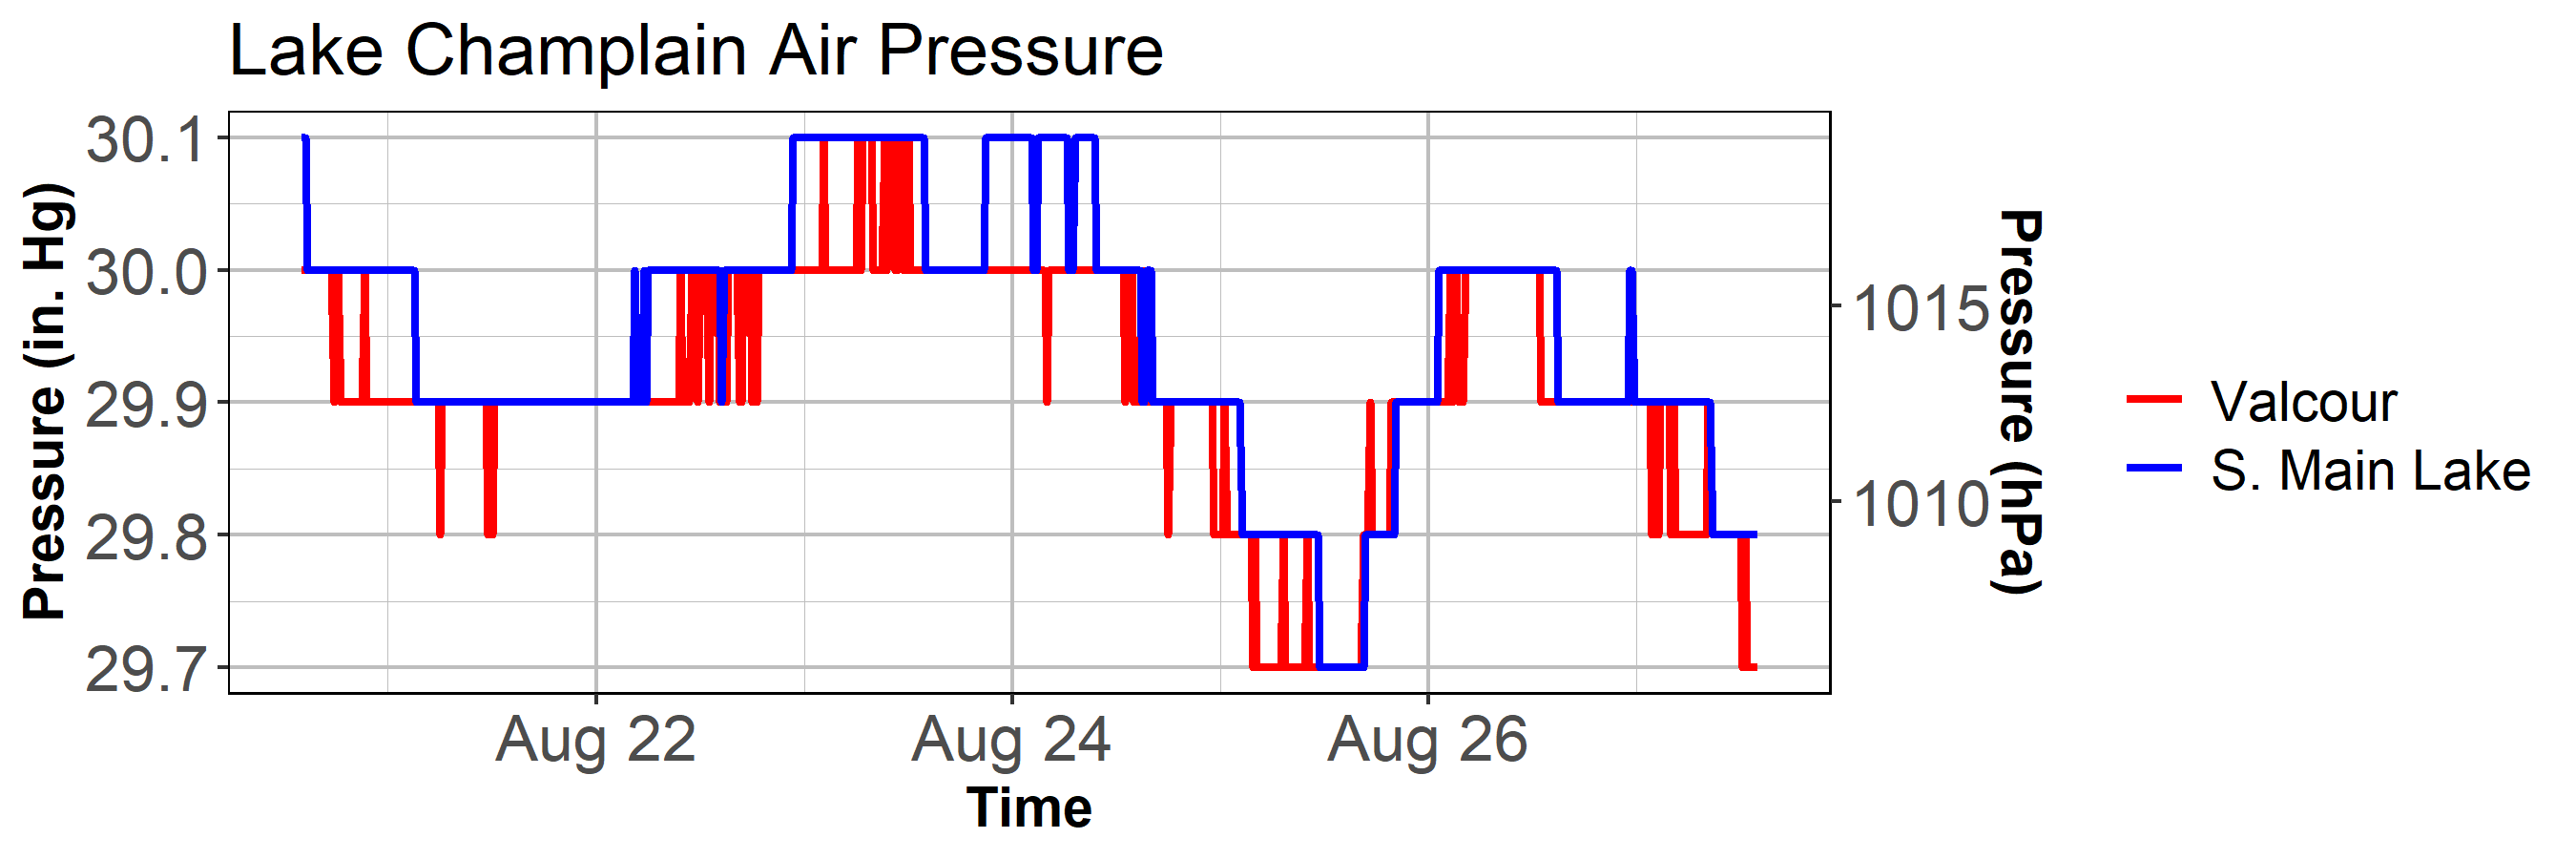 Lake Champlain Air Pressure
Pressure (in. Hg)
30.1
30.0
29.9
29.8
29.7
1015
1010
Pressure (hPa)
Valcour
S. Main Lake
Aug 22
Aug 24
Aug 26
Time